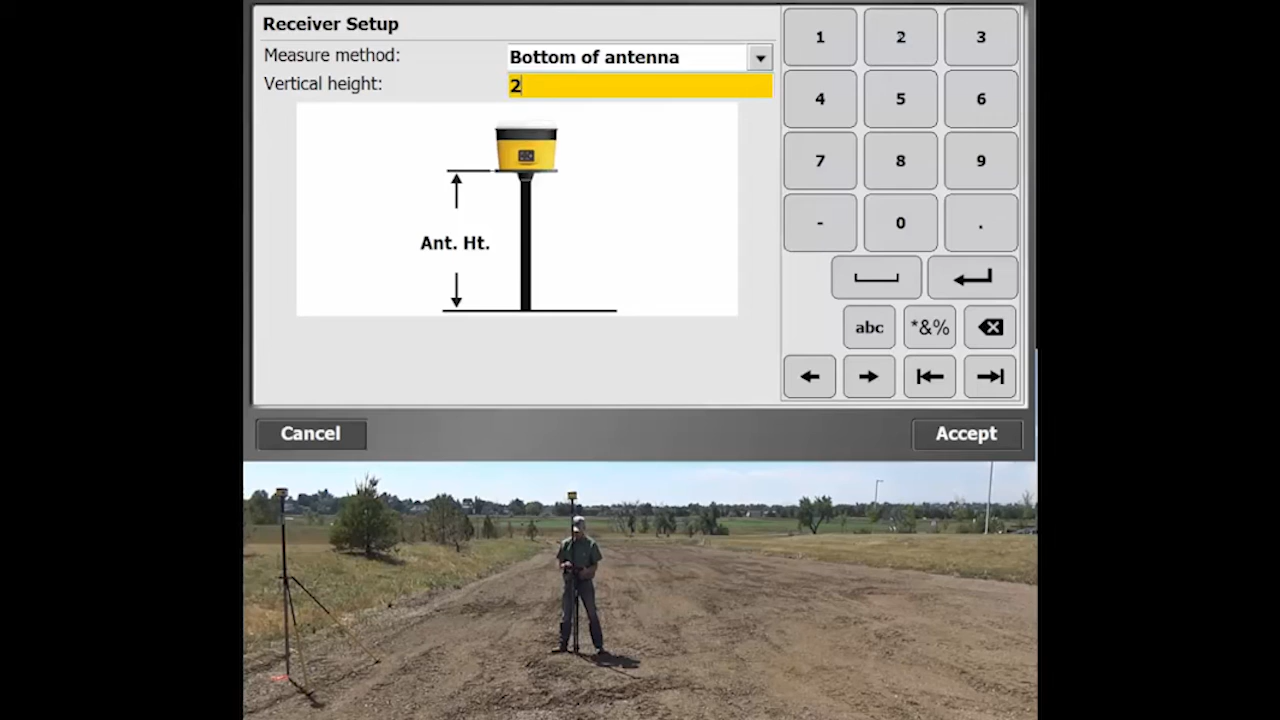 Receiver Setup
Measure method: Bottom of antenna
Vertical height: 2
Ant. Ht.
1 2 3
4 5 6
7 8 9
- 0 .
abc *&%
Cancel Accept